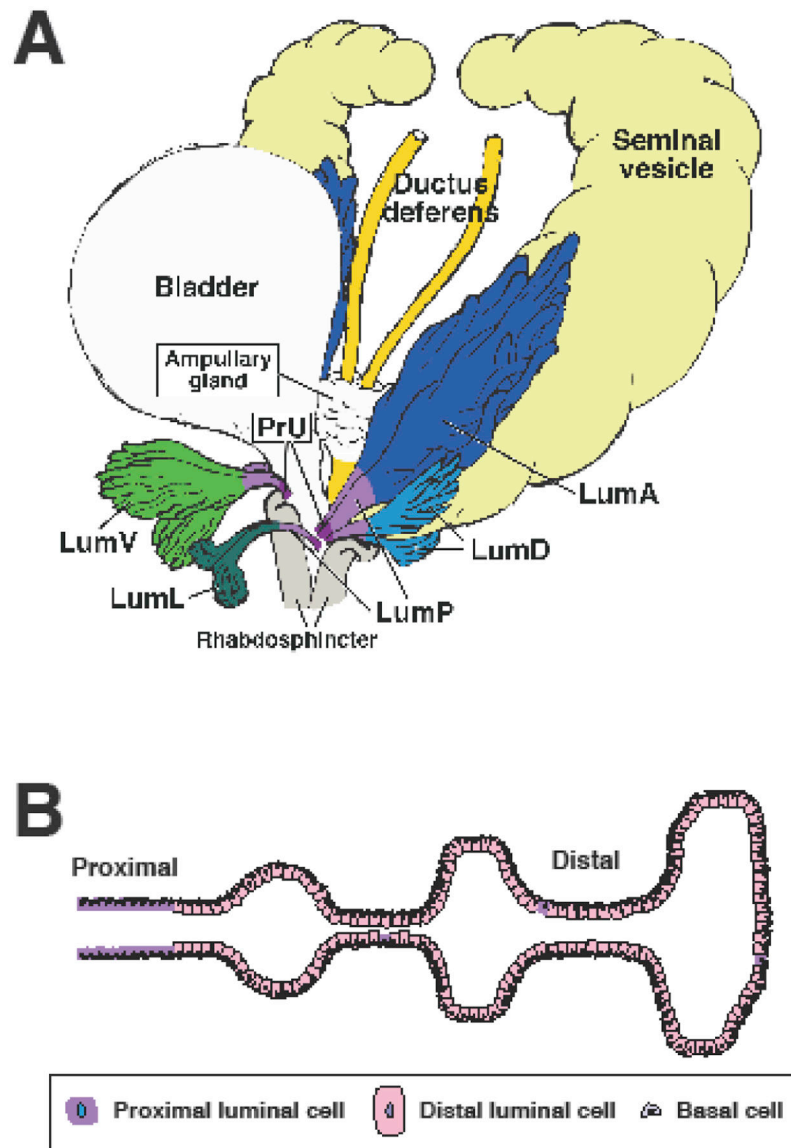 A
Seminal
vesicle
Ductus
deferens
Bladder
Ampullary
gland
PrU
LumA
LumV
LumD
LumL
LumP
Rhabdosphincter
B
Proximal
Distal
Proximal luminal cell
Distal luminal cell
Basal cell